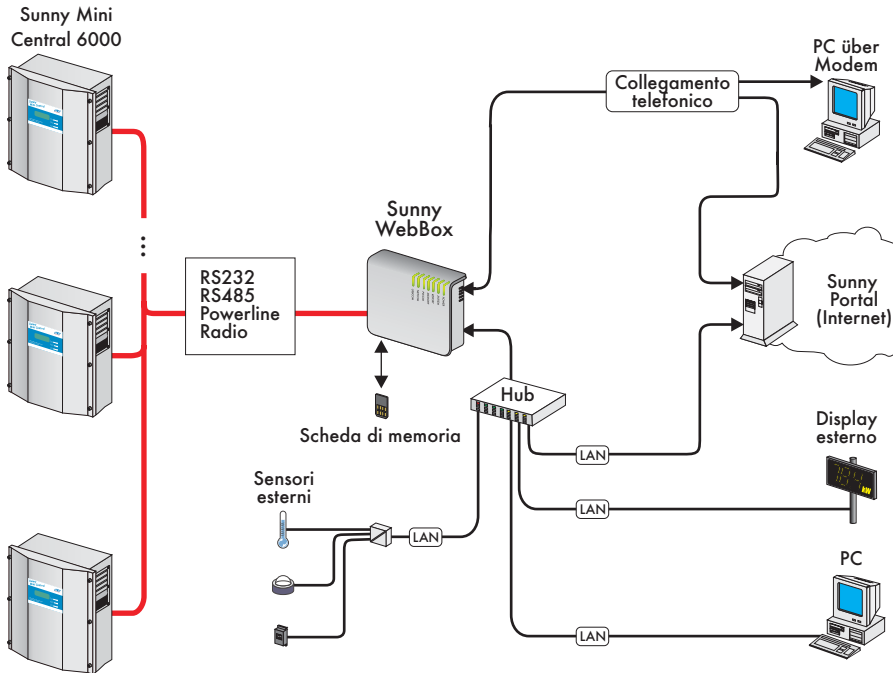 Sunny Mini
Central 6000
PC über
Modem
Collegamento
telefonico
Sunny
WebBox
RS232
RS485
Powerline
Radio
Sunny
Portal
(Internet)
Hub
Scheda di memoria
Display
esterno
LAN
Sensori
esterni
LAN
LAN
PC
LAN